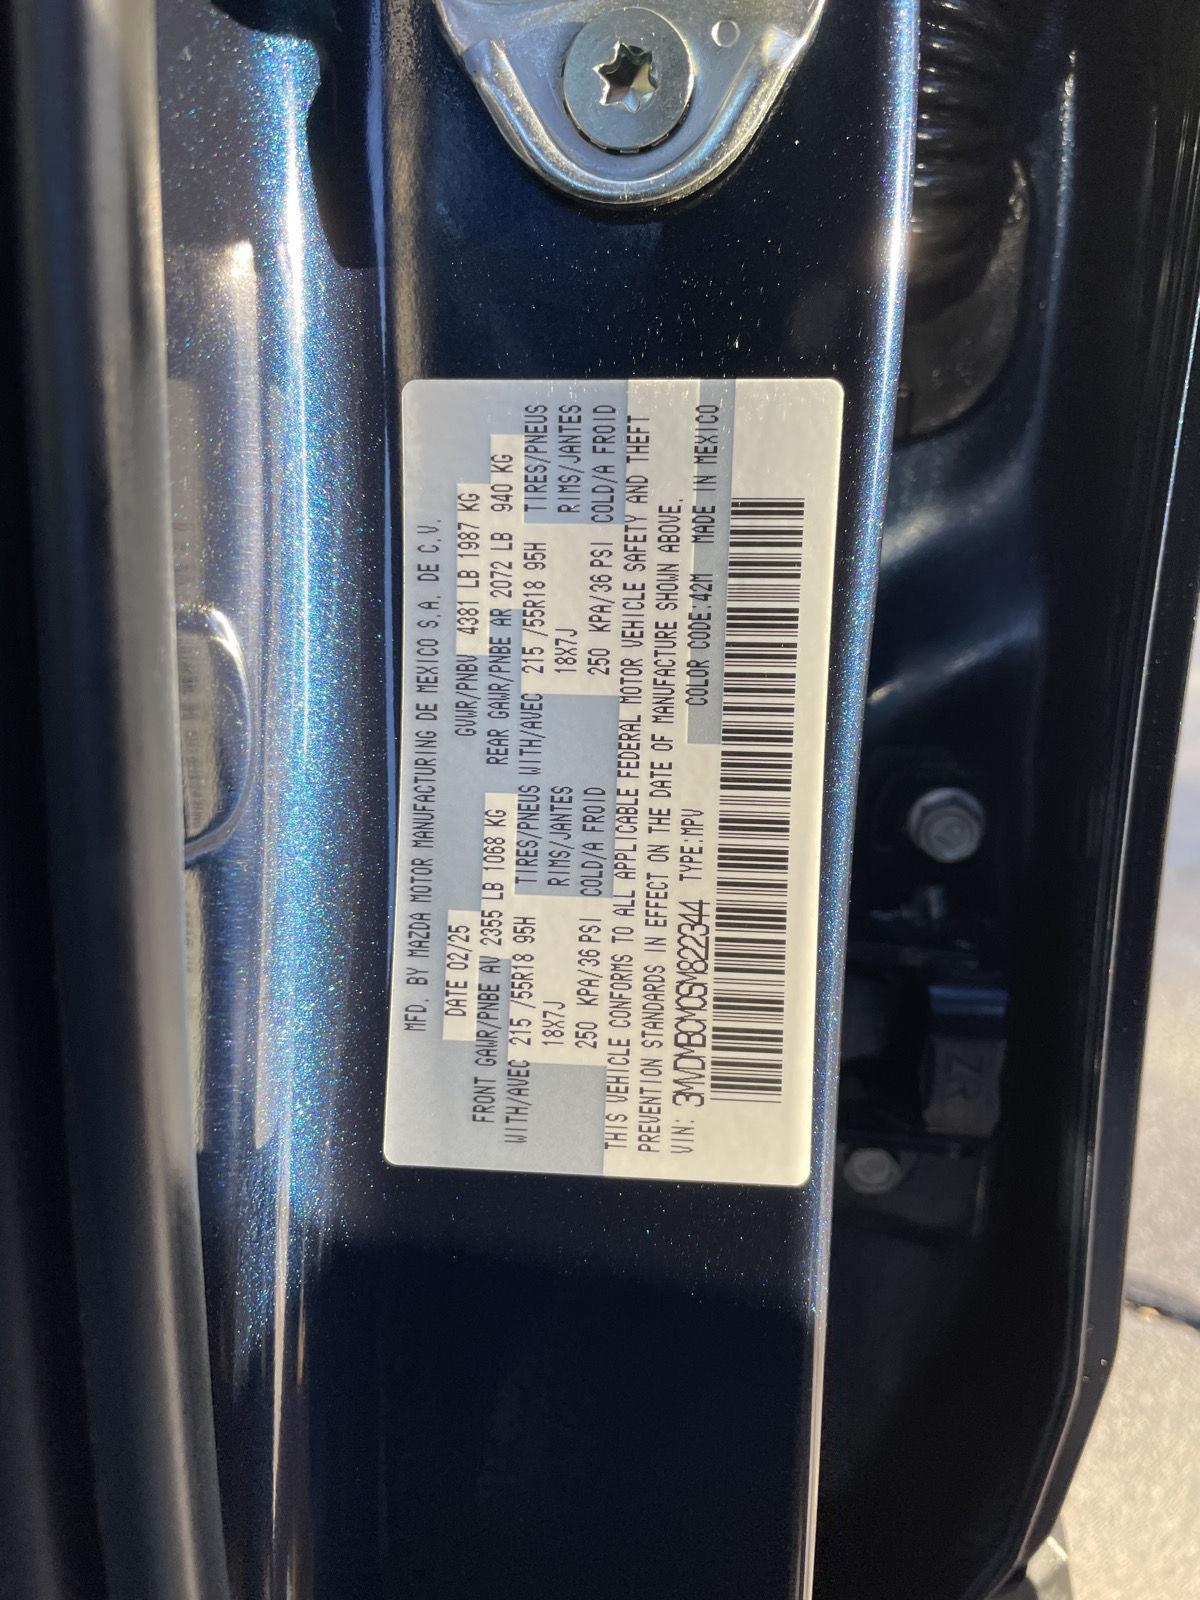 MFD. BY MAZDA MOTOR MANUFACTURING DE MEXICO S.A. DE C.V.
DATE 02/25 GVWR/PNBV 4381 LB 1987 KG
FRONT GAWR/PNBE AV 2355 LB 1068 KG REAR GAWR/PNBE AR 2072 LB 940 KG
WITH/AVEC 215 /55R18 95H TIRES/PNEUS WITH/AVEC 215 /55R18 95H TIRES/PNEUS
18X7J RIMS/JANTES 18X7J RIMS/JANTES
250 KPA/36 PSI COLD/A FROID 250 KPA/36 PSI COLD/A FROID
THIS VEHICLE CONFORMS TO ALL APPLICABLE FEDERAL MOTOR VEHICLE SAFETY AND THEFT
PREVENTION STANDARDS IN EFFECT ON THE DATE OF MANUFACTURE SHOWN ABOVE.
VIN: 3MVDMBCM0SM822344 TYPE:MPV COLOR CODE:42M MADE IN MEXICO
ZR